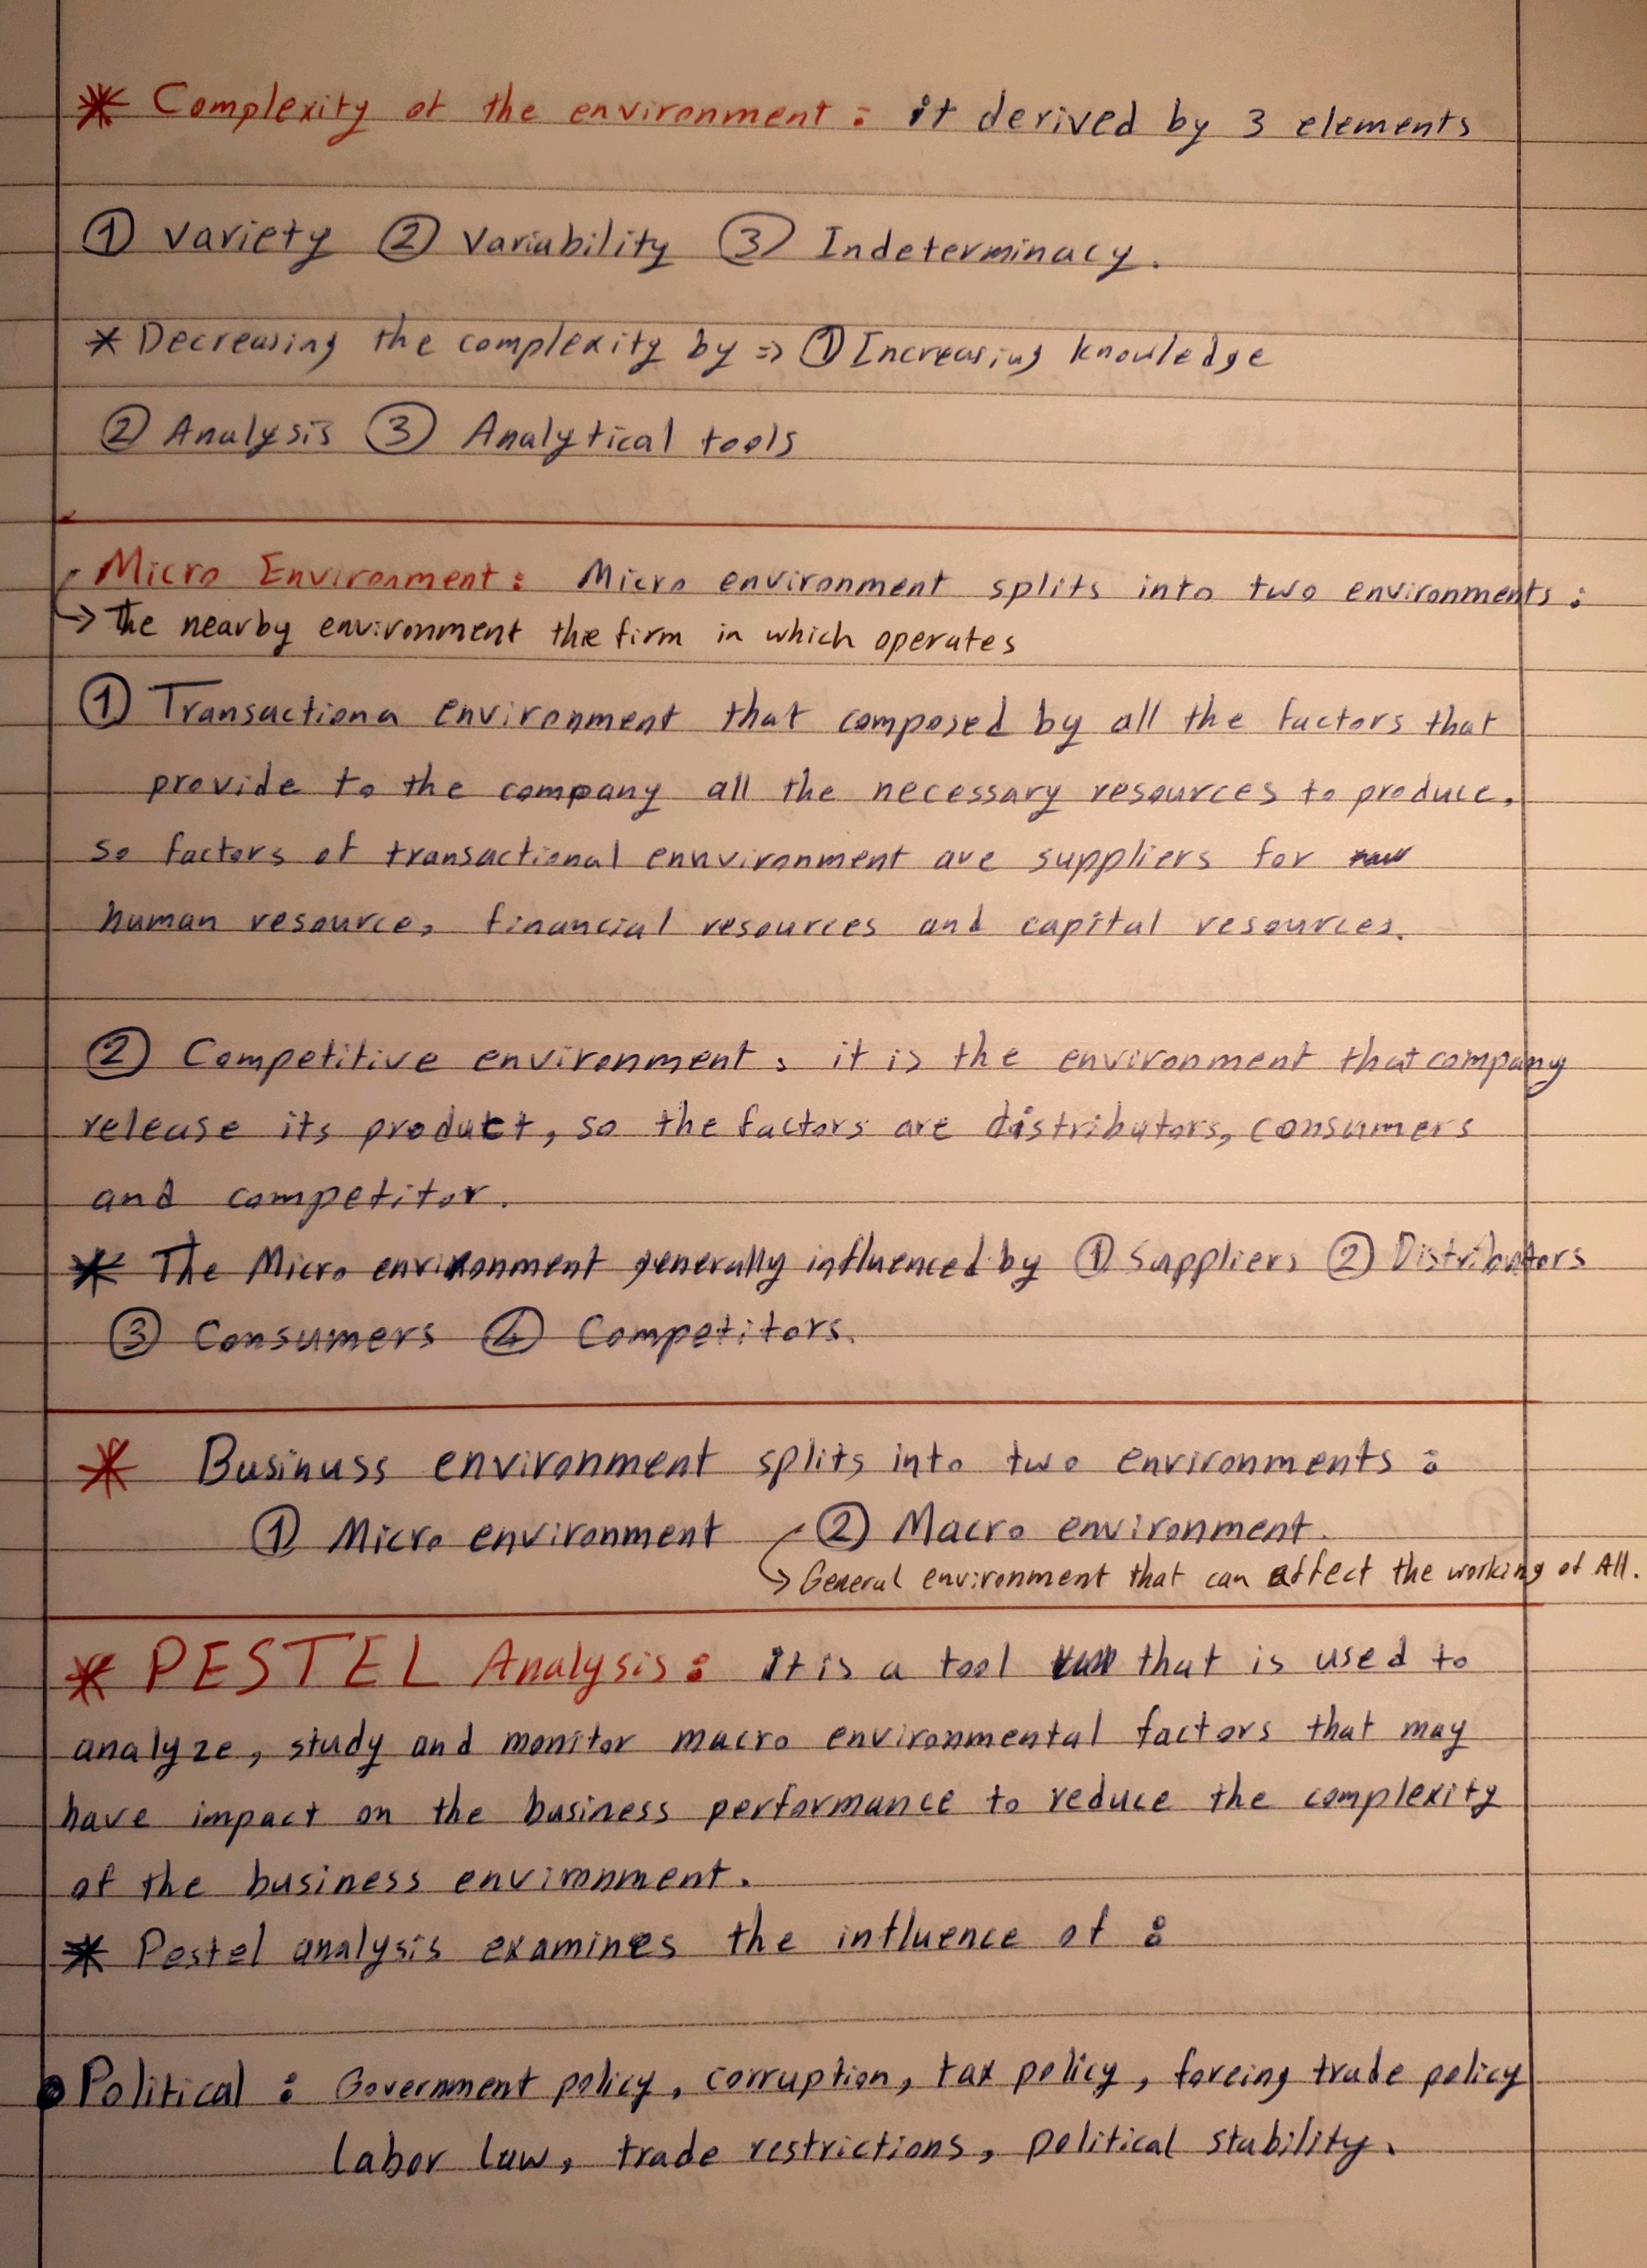 * Complexity of the environment : it derived by 3 elements
① variety ② variability ③ Indeterminacy.
* Decreasing the complexity by => ① Increasing knowledge
② Analysis ③ Analytical tools
Micro Environment : Micro environment splits into two environments :
→ The nearby environment the firm in which operates
① Transactiona environment that composed by all the factors that
provide to the company all the necessary resources to produce,
so factors of transactional ennvironment are suppliers for
human resource, financial resources and capital resources.
② Competitive environment, it is the environment that company
release its product, so the factors are distributors, consumers
and competitor.
* The Micro environment generally influenced by ① Suppliers ② Distributors
③ Consumers ④ Competitors.
* Businuss environment splits into two environments :
① Micro environment ② Macro environment.
→ General environment that can affect the working of All.
* PESTEL Analysis : it is a tool that is used to
analyze, study and monitor macro environmental factors that may
have impact on the business performance to reduce the complexity
of the business environment.
* Pestel analysis examines the influence of :
• Political : Government policy, corruption, tax policy, foreing trade policy
labor law, trade restrictions, political stability.